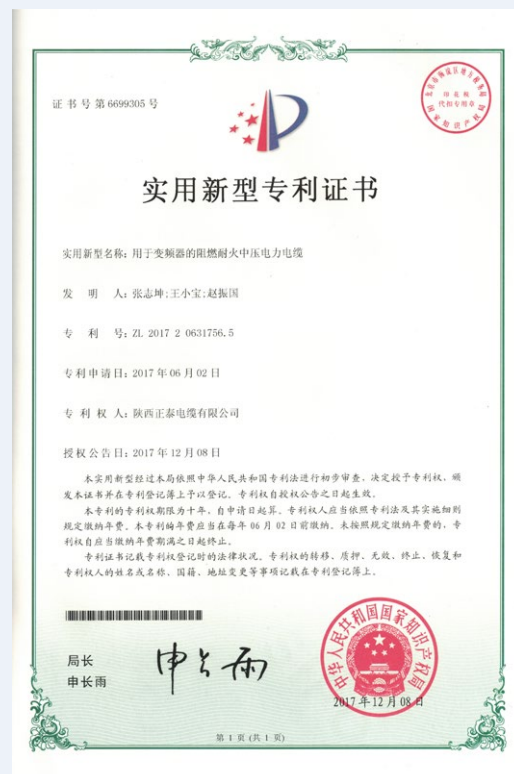 证书号第6699305号
印花税
代扣专用章
国家知识产权局
实用新型专利证书
实用新型名称：用于变频器的阻燃耐火中压电力电缆
发明人：张志坤;王小宝;赵振国
专利号：ZL 2017 2 0631756.5
专利申请日：2017年06月02日
专利权人：陕西正泰电缆有限公司
授权公告日：2017年12月08日
本实用新型经过本局依照中华人民共和国专利法进行初步审查，决定授予专利权，颁
发本证书并在专利登记簿上予以登记。专利权自授权公告之日起生效。
本专利的专利权期限为十年，自申请日起算。专利权人应当依照专利法及其实施细则
规定缴纳年费。本专利的年费应当在每年06月02日前缴纳。未按照规定缴纳年费的，专
利权自应当缴纳年费期满之日起终止。
专利证书记载专利权登记时的法律状况。专利权的转移、质押、无效、终止、恢复和
专利权人的姓名或名称、国籍、地址变更等事项记载在专利登记簿上。
局长
申长雨
申长雨
中华人民共和国国家知识产权局
2017年12月08日
第1页(共1页)